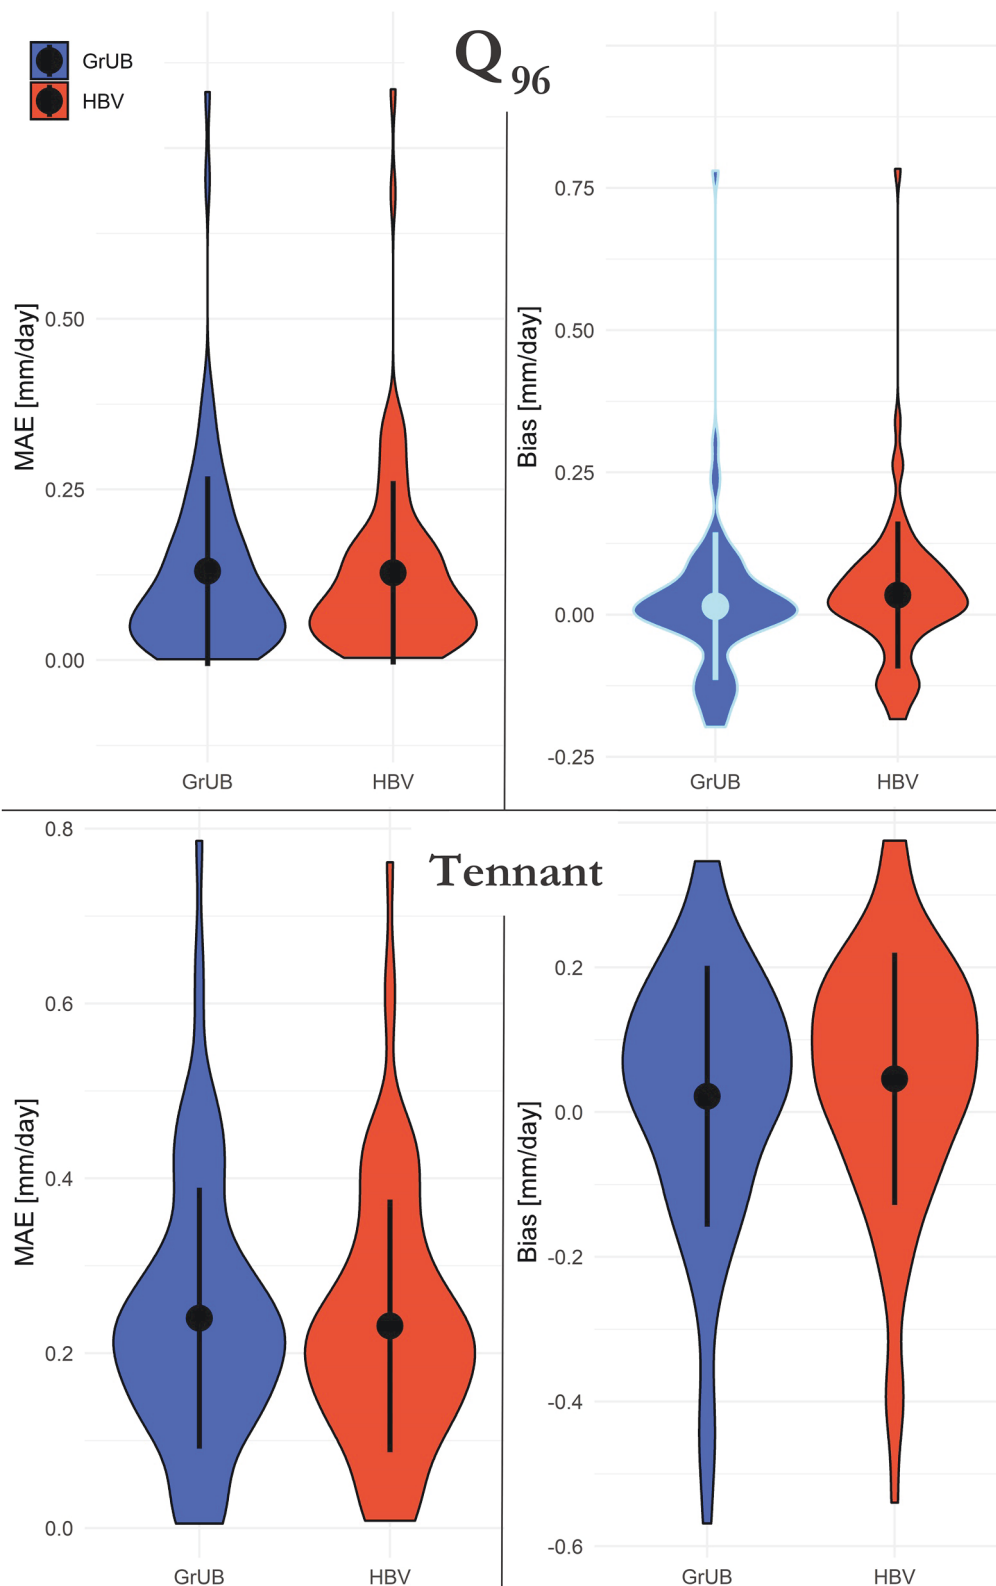 GrUB
HBV
Q96
MAE [mm/day]
0.50
0.25
0.00
GrUB HBV
Bias [mm/day]
0.75
0.50
0.25
0.00
-0.25
GrUB HBV
Tennant
MAE [mm/day]
0.8
0.6
0.4
0.2
0.0
GrUB HBV
Bias [mm/day]
0.2
0.0
-0.2
-0.4
-0.6
GrUB HBV